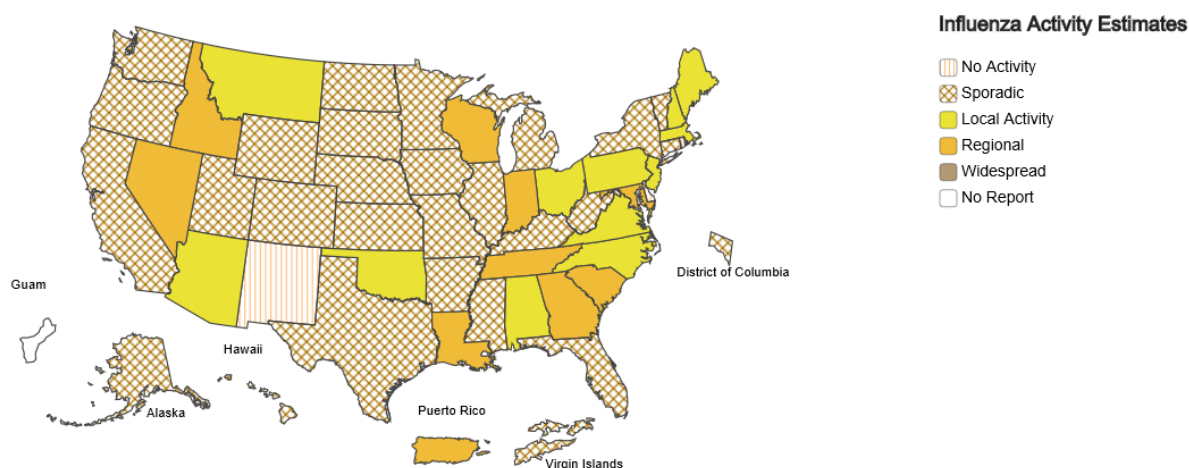 Influenza Activity Estimates
No Activity
Sporadic
Local Activity
Regional
Widespread
No Report
District of Columbia
Guam
Hawaii
Alaska
Puerto Rico
Virgin Islands